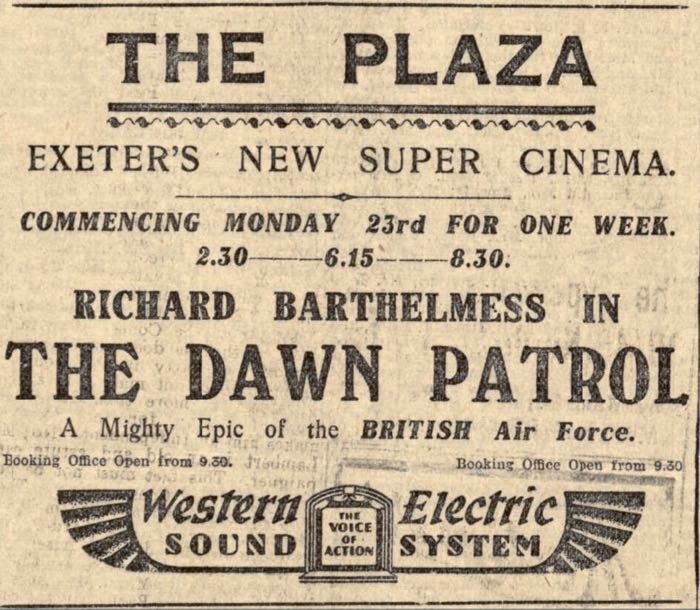 THE PLAZA
EXETER'S NEW SUPER CINEMA.
COMMENCING MONDAY 23rd FOR ONE WEEK.
2.30——6.15——8.30.
RICHARD BARTHELMESS IN
THE DAWN PATROL
A Mighty Epic of the BRITISH Air Force.
Booking Office Open from 9.30. Booking Office Open from 9.30
Western Electric
SOUND SYSTEM
THE
VOICE
OF
ACTION